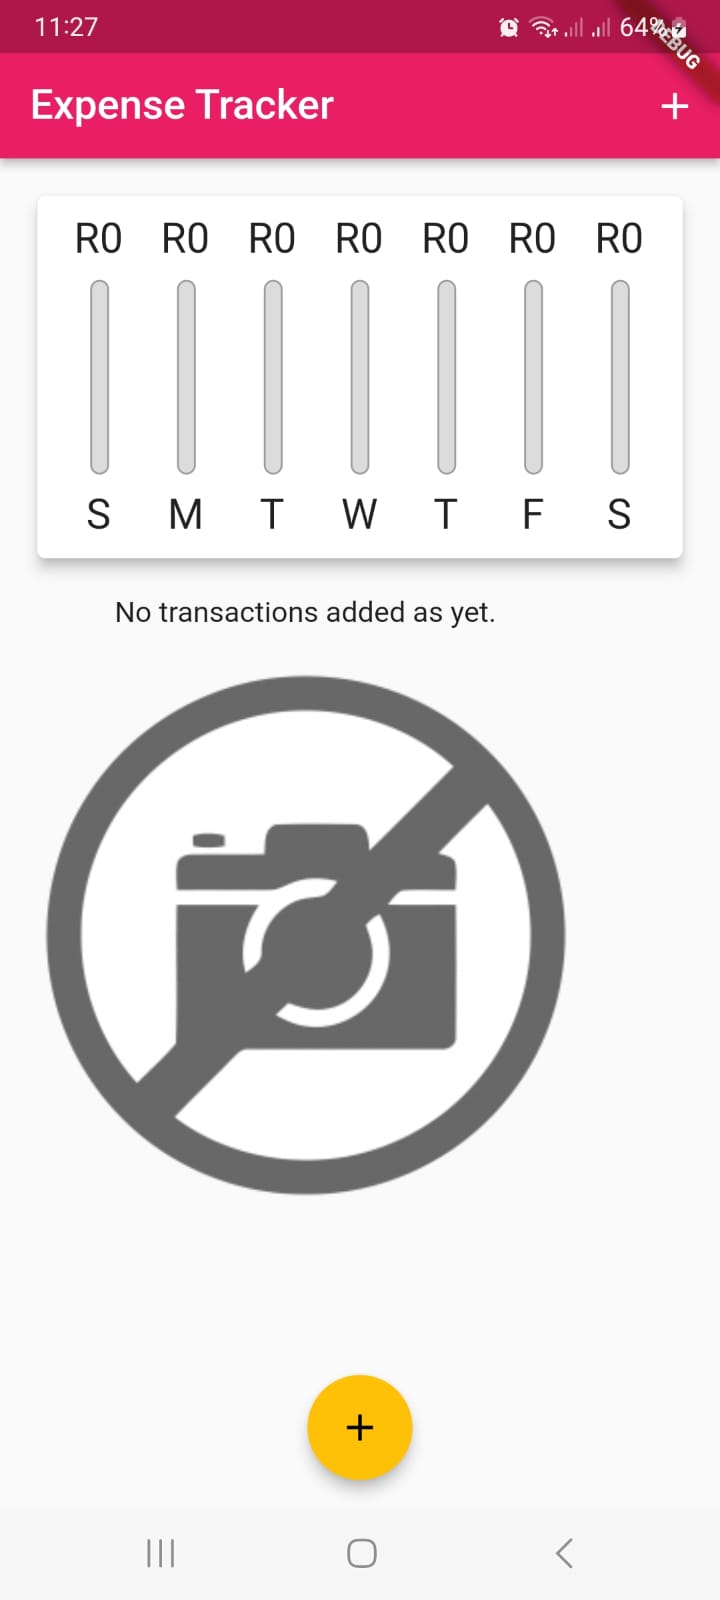 11:27 64%
DEBUG
Expense Tracker +
R0 R0 R0 R0 R0 R0 R0
S M T W T F S
No transactions added as yet.
+